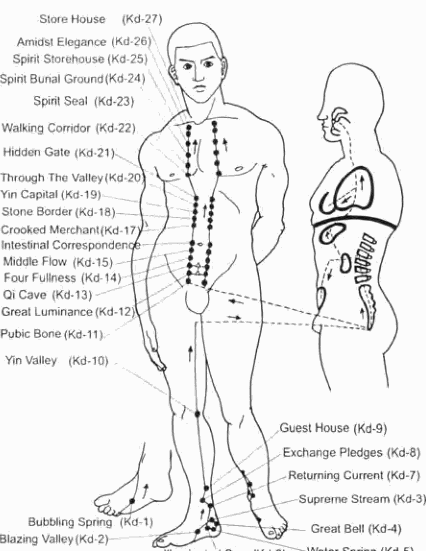 Store House (Kd-27)
Amidst Elegance (Kd-26)
Spirit Storehouse (Kd-25)
Spirit Burial Ground (Kd-24)
Spirit Seal (Kd-23)
Walking Corridor (Kd-22)
Hidden Gate (Kd-21)
Through The Valley (Kd-20)
Yin Capital (Kd-19)
Stone Border (Kd-18)
Crooked Merchant (Kd-17)
Intestinal Correspondence
Middle Flow (Kd-15)
Four Fullness (Kd-14)
Qi Cave (Kd-13)
Great Luminance (Kd-12)
Pubic Bone (Kd-11)
Yin Valley (Kd-10)
Guest House (Kd-9)
Exchange Pledges (Kd-8)
Returning Current (Kd-7)
Supreme Stream (Kd-3)
Great Bell (Kd-4)
Water Spring (Kd-5)
Bubbling Spring (Kd-1)
Blazing Valley (Kd-2)